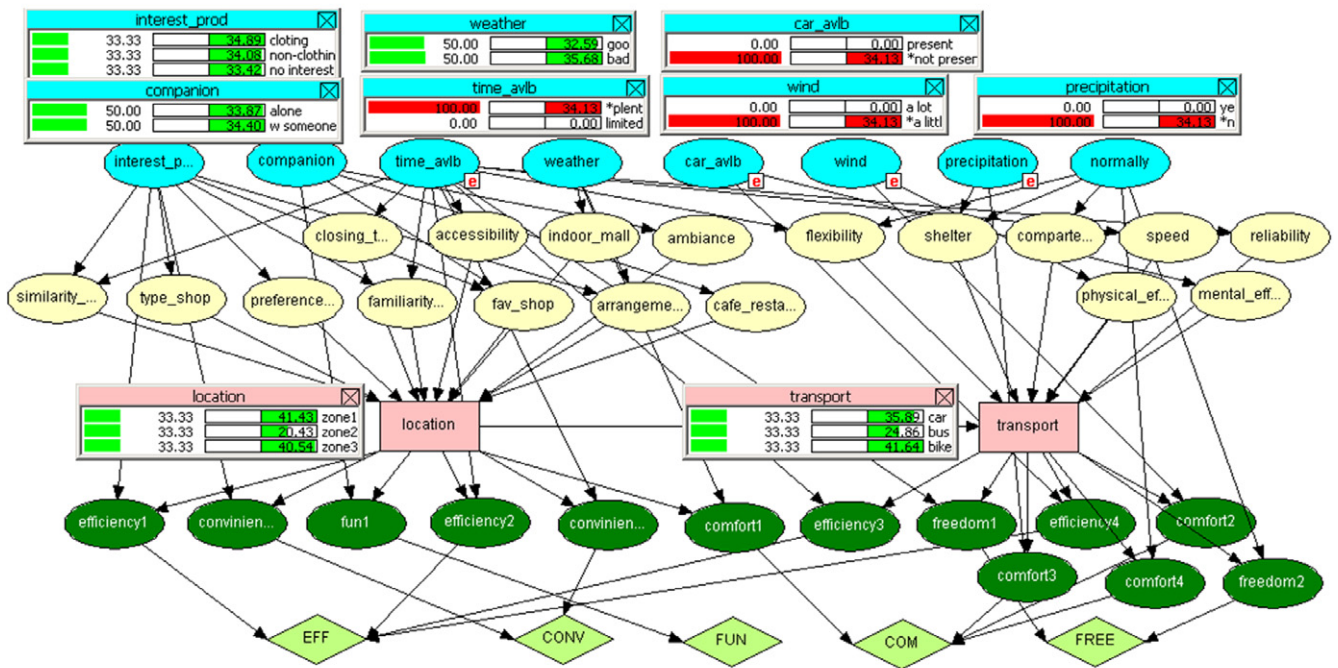 interest_prod
33.33 34.89 cloting
33.33 34.08 non-clothin
33.33 33.42 no interest
weather
50.00 32.59 goo
50.00 35.68 bad
car_avlb
0.00 0.00 present
100.00 34.13 *not preser
companion
50.00 33.87 alone
50.00 34.40 w someone
time_avlb
100.00 34.13 *plent
0.00 0.00 limited
wind
0.00 0.00 a lot
100.00 34.13 *a littl
precipitation
0.00 0.00 ye
100.00 34.13 *n
interest_p... companion time_avlb weather car_avlb wind precipitation normally
e e e e
closing_t... accessibility indoor_mall ambiance flexibility shelter comparte... speed reliability
similarity_... type_shop preference... familiarity... fav_shop arrangeme... cafe_resta... physical_ef... mental_eff...
location
33.33 41.43 zone1
33.33 20.43 zone2
33.33 40.54 zone3
location
transport
33.33 35.89 car
33.33 24.86 bus
33.33 41.64 bike
transport
efficiency1 convinien... fun1 efficiency2 convinien... comfort1 efficiency3 freedom1 efficiency4 comfort2
comfort3 comfort4 freedom2
EFF CONV FUN COM FREE